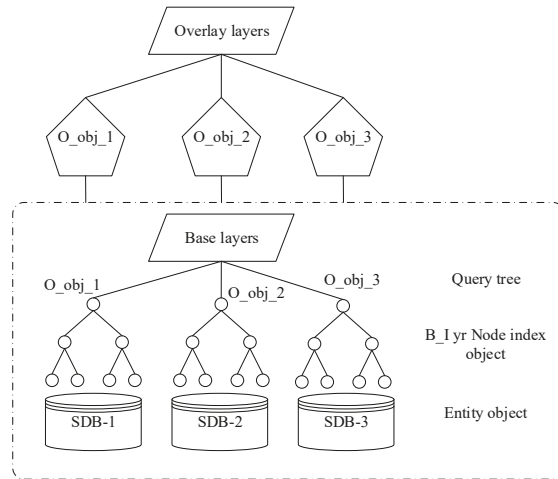 Overlay layers
O_obj_1
O_obj_2
O_obj_3
Base layers
O_obj_1
O_obj_2
O_obj_3
Query tree
B_I yr Node index
object
Entity object
SDB-1
SDB-2
SDB-3